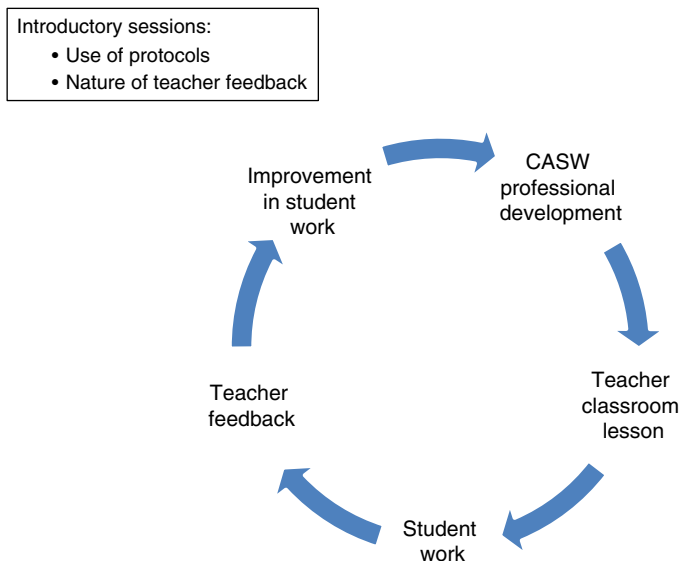 Introductory sessions:
• Use of protocols
• Nature of teacher feedback
CASW
professional
development
Teacher
classroom
lesson
Student
work
Teacher
feedback
Improvement
in student
work